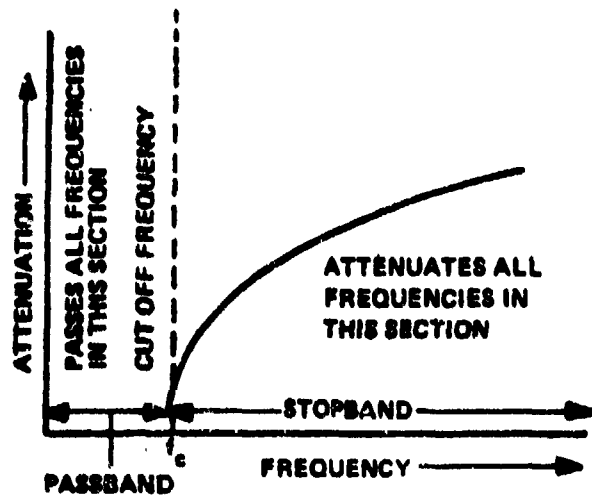 ATTENUATION
PASSES ALL FREQUENCIES
IN THIS SECTION
CUT OFF FREQUENCY
ATTENUATES ALL
FREQUENCIES IN
THIS SECTION
STOPBAND
fc
PASSBAND
FREQUENCY